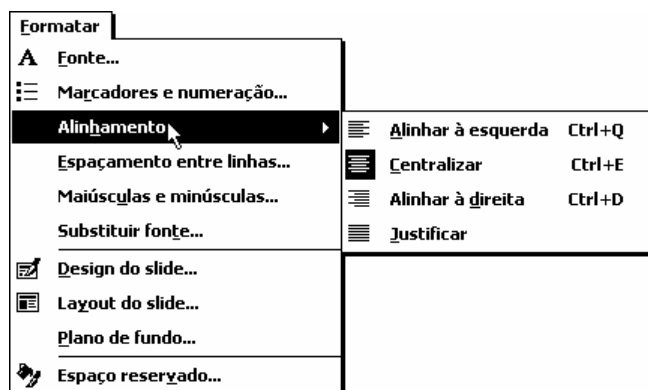 Formatar
Fonte...
Marcadores e numeração...
Alinhamento
Espaçamento entre linhas...
Maiúsculas e minúsculas...
Substituir fonte...
Design do slide...
Layout do slide...
Plano de fundo...
Espaço reservado...
Alinhar à esquerda Ctrl+Q
Centralizar Ctrl+E
Alinhar à direita Ctrl+D
Justificar